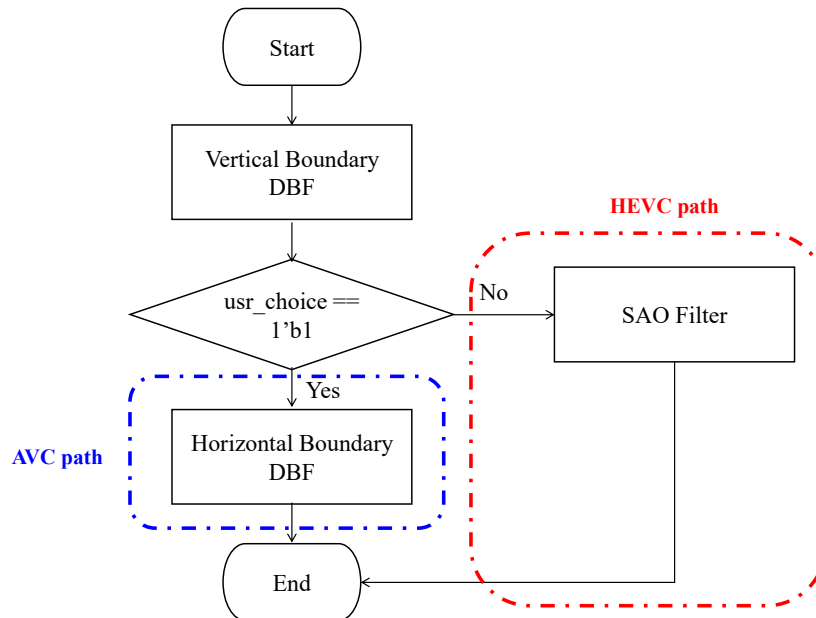 Start
Vertical Boundary
DBF
HEVC path
usr_choice ==
1’b1
No
SAO Filter
Yes
AVC path
Horizontal Boundary
DBF
End